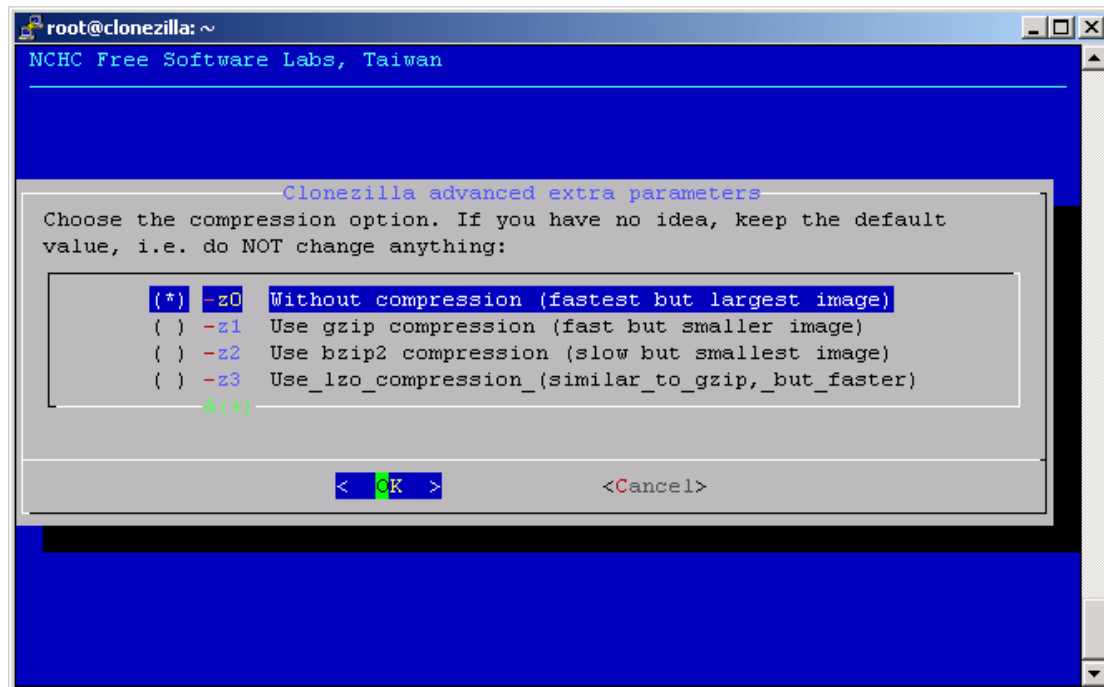 root@clonezilla: ~
NCHC Free Software Labs, Taiwan
Clonezilla advanced extra parameters
Choose the compression option. If you have no idea, keep the default
value, i.e. do NOT change anything:
(*) -z0 Without compression (fastest but largest image)
( ) -z1 Use gzip compression (fast but smaller image)
( ) -z2 Use bzip2 compression (slow but smallest image)
( ) -z3 Use_lzo_compression_(similar_to_gzip,_but_faster)
(+)
< OK > <Cancel>